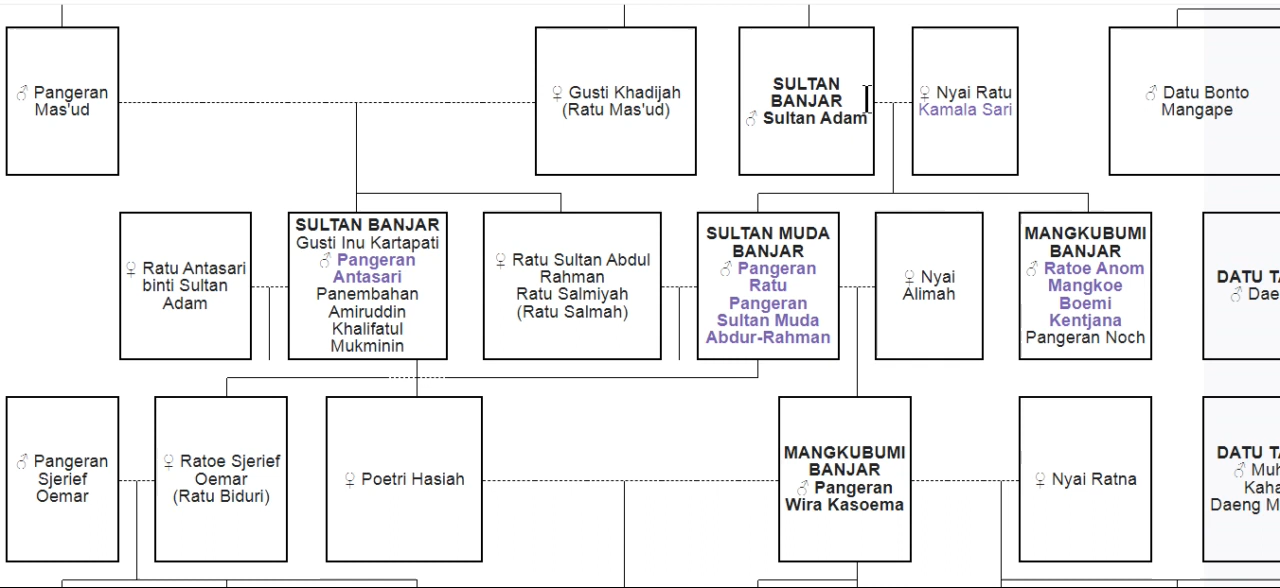 ♂ Pangeran
Mas'ud
♀ Gusti Khadijah
(Ratu Mas'ud)
SULTAN
BANJAR
♂ Sultan Adam
♀ Nyai Ratu
Kamala Sari
♂ Datu Bonto
Mangape
♀ Ratu Antasari
binti Sultan
Adam
SULTAN BANJAR
Gusti Inu Kartapati
♂ Pangeran
Antasari
Panembahan
Amiruddin
Khalifatul
Mukminin
♀ Ratu Sultan Abdul
Rahman
Ratu Salmiyah
(Ratu Salmah)
SULTAN MUDA
BANJAR
♂ Pangeran
Ratu
Pangeran
Sultan Muda
Abdur-Rahman
♀ Nyai
Alimah
MANGKUBUMI
BANJAR
♂ Ratoe Anom
Mangkoe
Boemi
Kentjana
Pangeran Noch
DATU
♂
♂ Pangeran
Sjerief
Oemar
♀ Ratoe Sjerief
Oemar
(Ratu Biduri)
♀ Poetri Hasiah
MANGKUBUMI
BANJAR
♂ Pangeran
Wira Kasoema
♀ Nyai Ratna
DATU
♂
Daeng